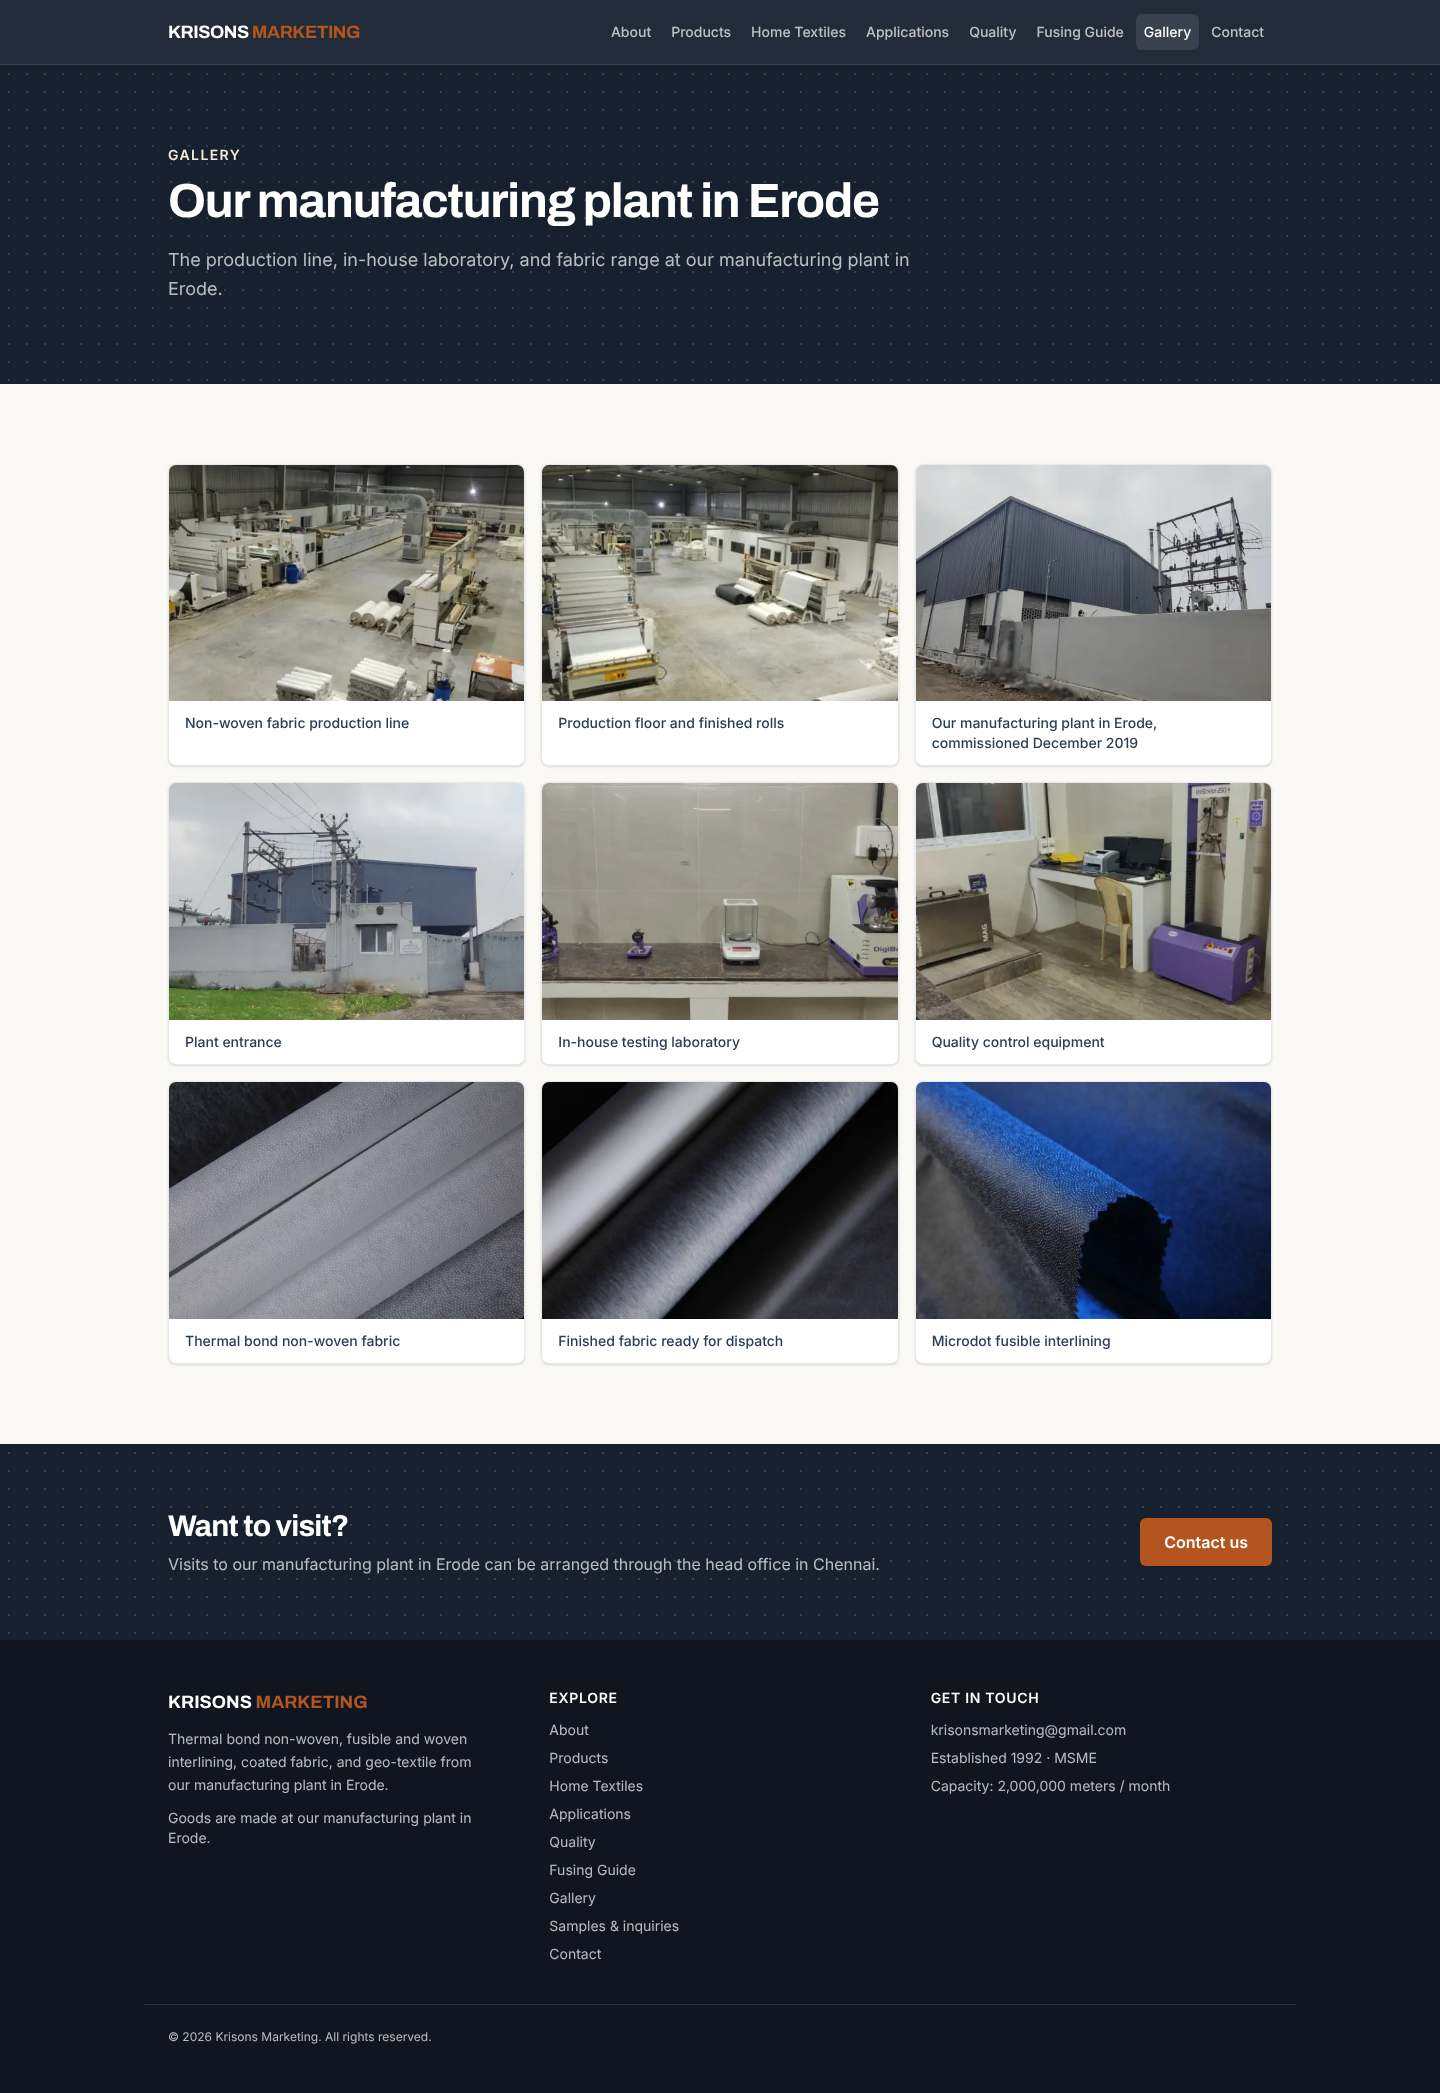 KRISONS MARKETING
About Products Home Textiles Applications Quality Fusing Guide Gallery Contact
GALLERY
Our manufacturing plant in Erode
The production line, in-house laboratory, and fabric range at our manufacturing plant in
Erode.
Non-woven fabric production line
Production floor and finished rolls
Our manufacturing plant in Erode,
commissioned December 2019
MAG
Plant entrance
In-house testing laboratory
Quality control equipment
Thermal bond non-woven fabric
Finished fabric ready for dispatch
Microdot fusible interlining
Want to visit?
Visits to our manufacturing plant in Erode can be arranged through the head office in Chennai.
Contact us
KRISONS MARKETING
Thermal bond non-woven, fusible and woven
interlining, coated fabric, and geo-textile from
our manufacturing plant in Erode.
Goods are made at our manufacturing plant in
Erode.
EXPLORE
About
Products
Home Textiles
Applications
Quality
Fusing Guide
Gallery
Samples & inquiries
Contact
GET IN TOUCH
krisonsmarketing@gmail.com
Established 1992 · MSME
Capacity: 2,000,000 meters / month
© 2026 Krisons Marketing. All rights reserved.